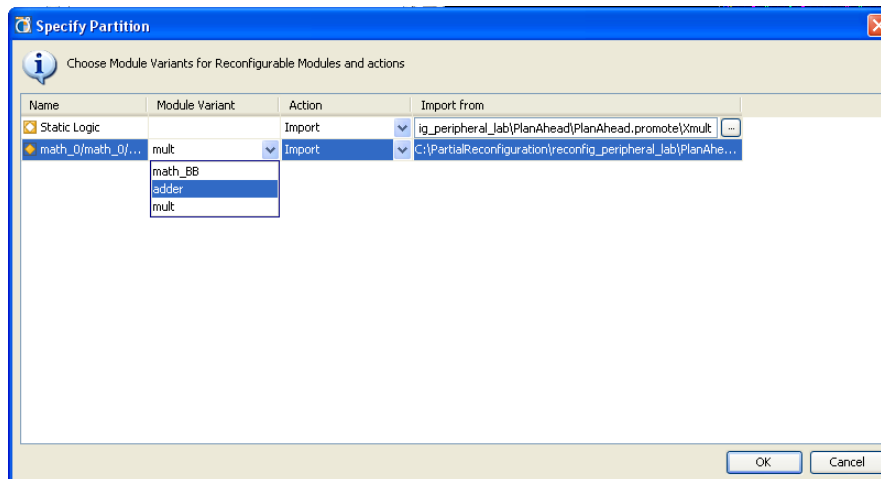 Specify Partition
Choose Module Variants for Reconfigurable Modules and actions
Name Module Variant Action Import from
Static Logic Import ig_peripheral_lab\PlanAhead\PlanAhead.promote\Xmult ...
math_0/math_0/... mult Import C:\PartialReconfiguration\reconfig_peripheral_lab\PlanAhe...
math_BB
adder
mult
OK Cancel